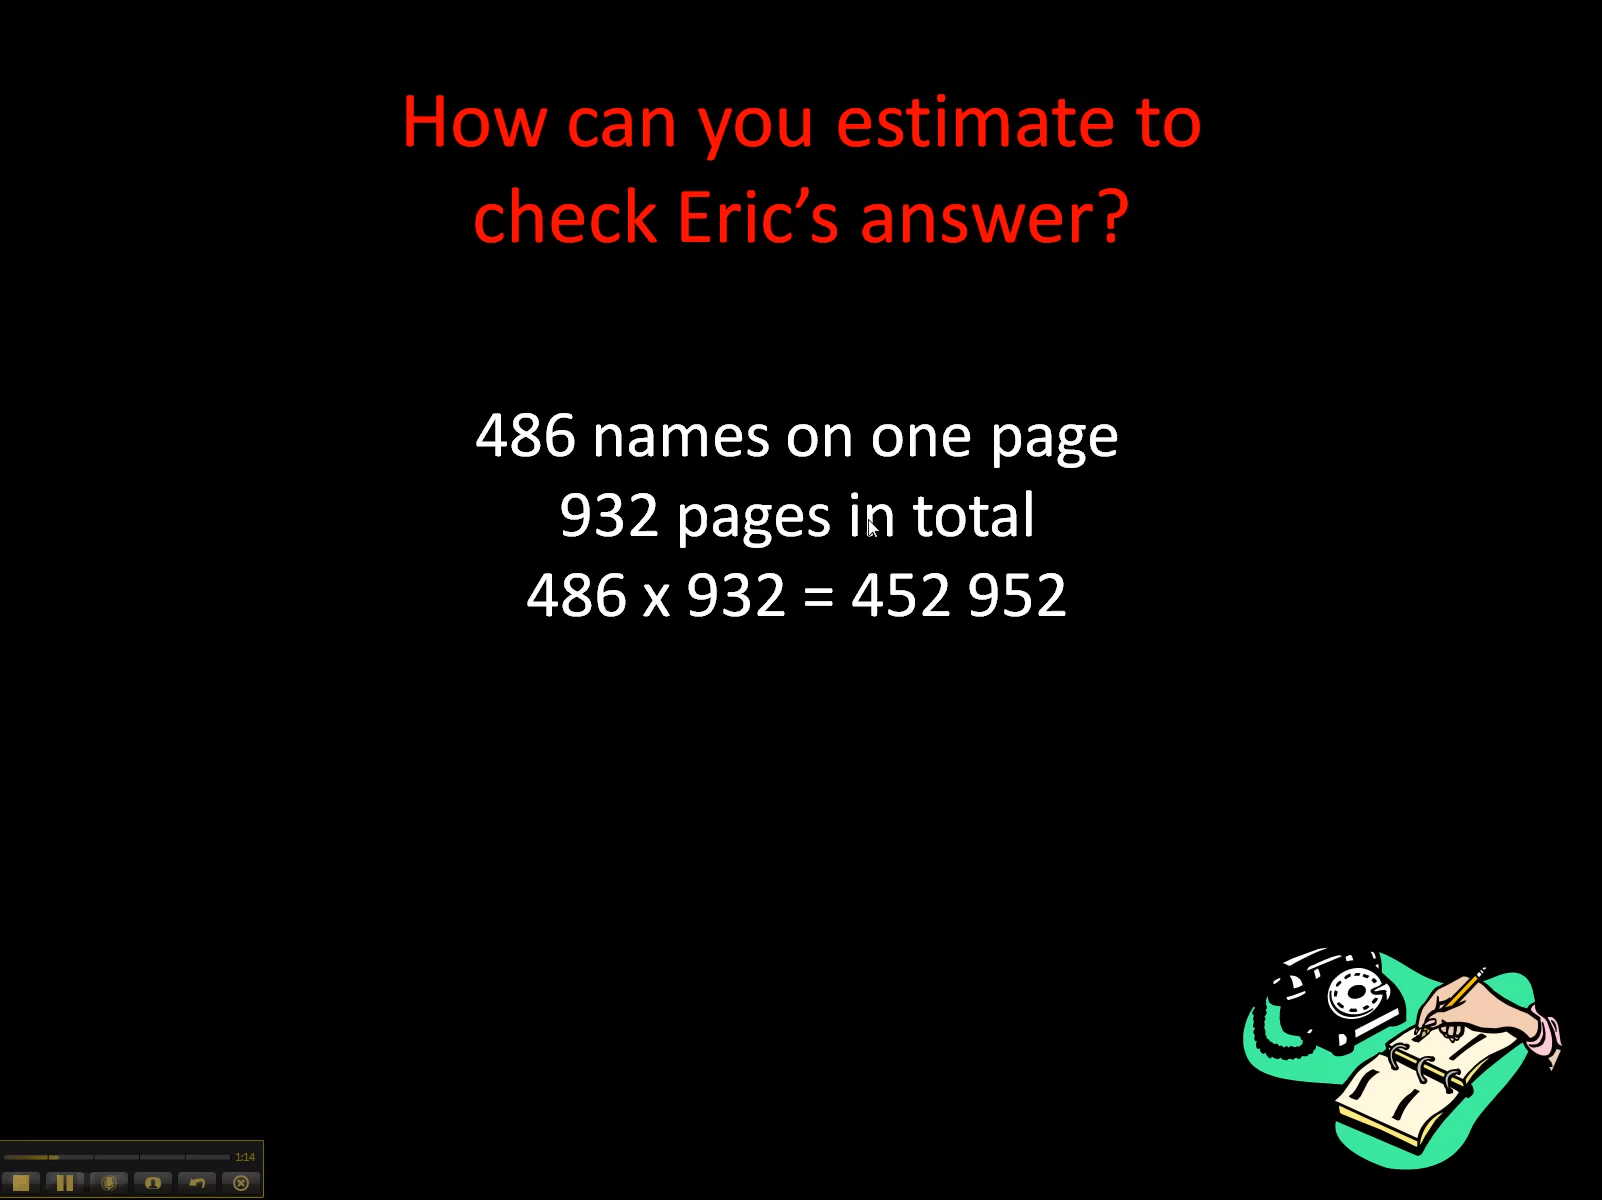 How can you estimate to
check Eric’s answer?
486 names on one page
932 pages in total
486 x 932 = 452 952
1:14